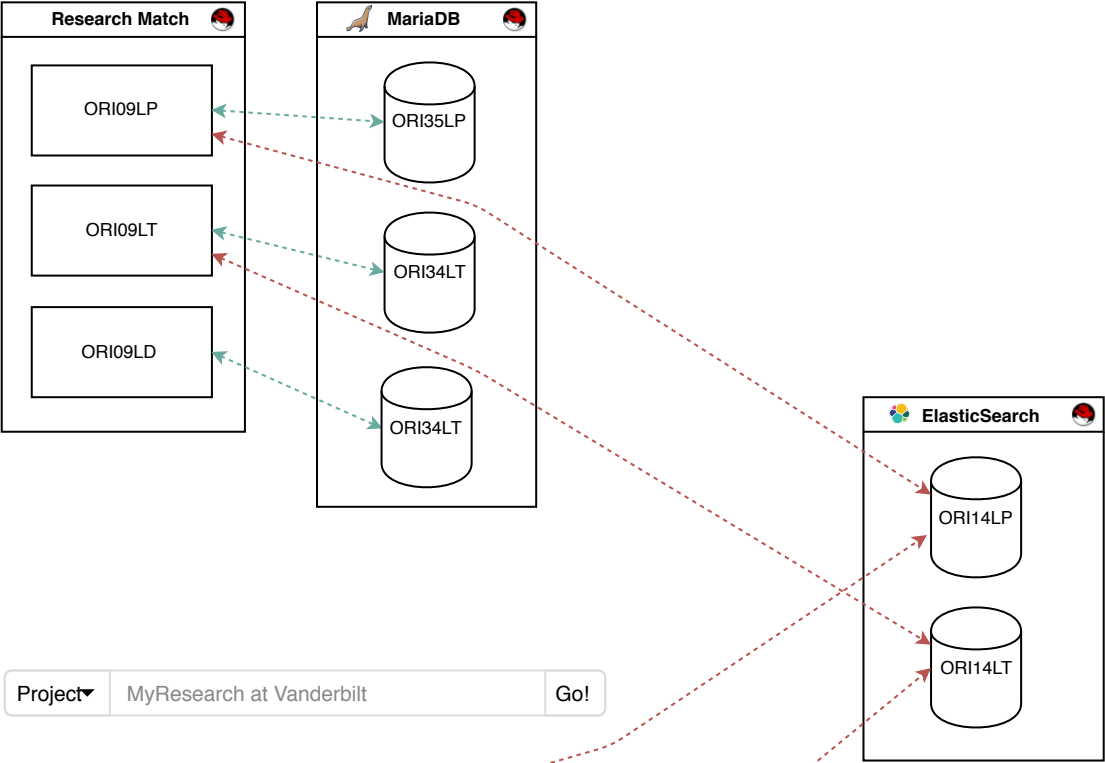 Research Match
MariaDB
ORI09LP
ORI35LP
ORI09LT
ORI34LT
ORI09LD
ORI34LT
ElasticSearch
ORI14LP
ORI14LT
Project MyResearch at Vanderbilt Go!